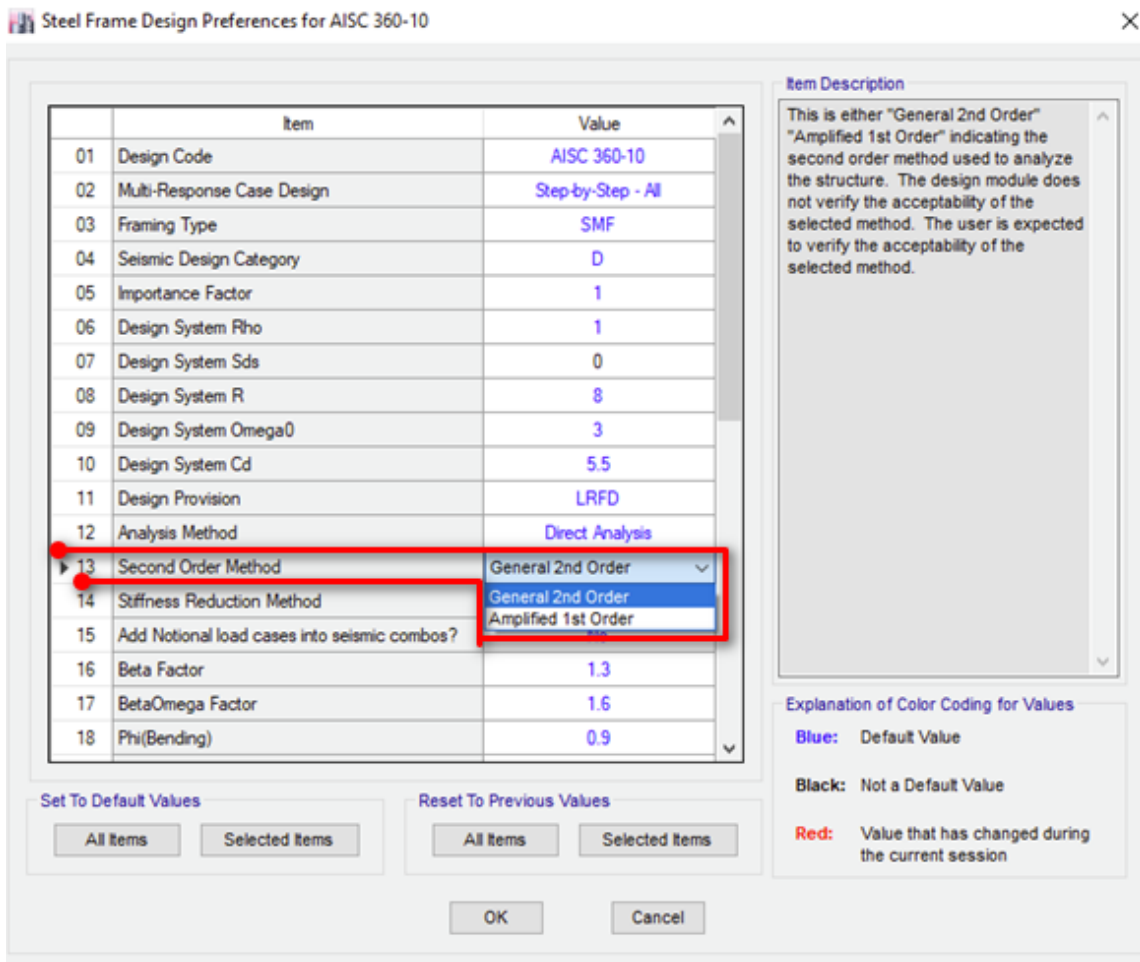 Steel Frame Design Preferences for AISC 360-10
Item Value
01 Design Code AISC 360-10
02 Multi-Response Case Design Step-by-Step - All
03 Framing Type SMF
04 Seismic Design Category D
05 Importance Factor 1
06 Design System Rho 1
07 Design System Sds 0
08 Design System R 8
09 Design System Omega0 3
10 Design System Cd 5.5
11 Design Provision LRFD
12 Analysis Method Direct Analysis
13 Second Order Method General 2nd Order
General 2nd Order
14 Stiffness Reduction Method
Amplified 1st Order
15 Add Notional load cases into seismic combos?
16 Beta Factor 1.3
17 BetaOmega Factor 1.6
18 Phi(Bending) 0.9
Item Description
This is either "General 2nd Order"
"Amplified 1st Order" indicating the
second order method used to analyze
the structure. The design module does
not verify the acceptability of the
selected method. The user is expected
to verify the acceptability of the
selected method.
Explanation of Color Coding for Values
Blue: Default Value
Black: Not a Default Value
Red: Value that has changed during
the current session
Set To Default Values
All Items Selected Items
Reset To Previous Values
All Items Selected Items
OK Cancel